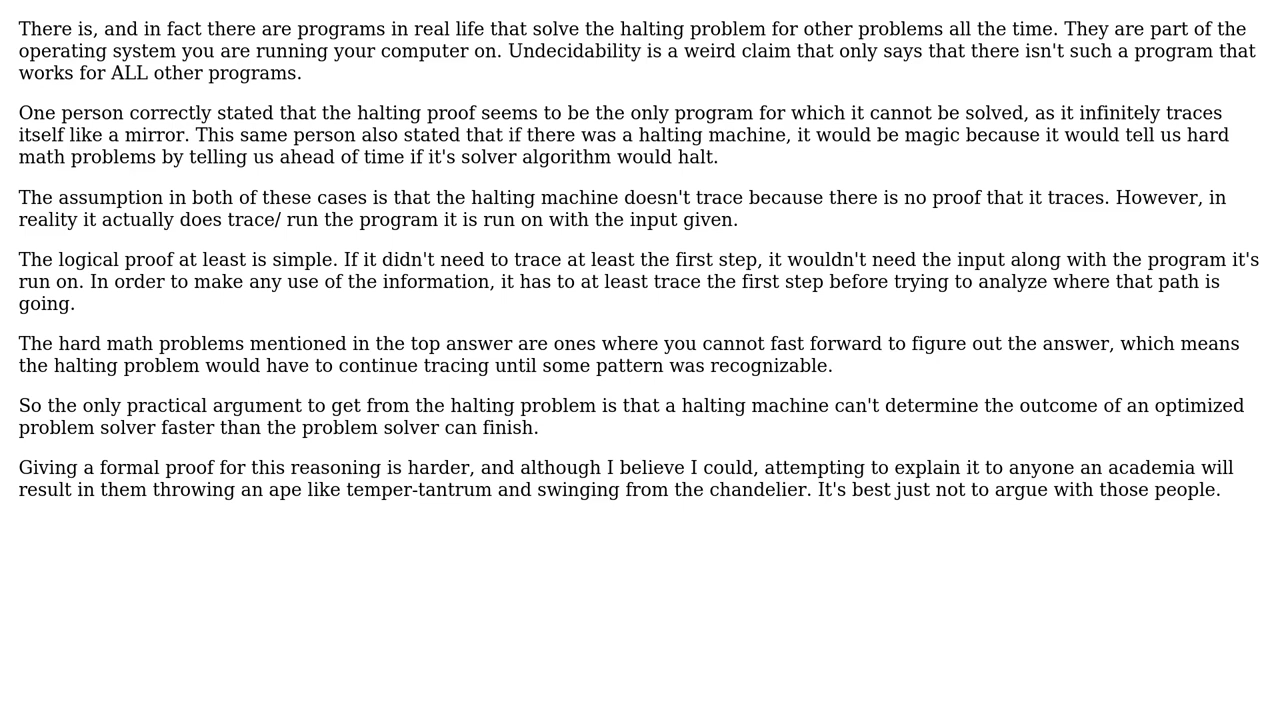 There is, and in fact there are programs in real life that solve the halting problem for other problems all the time. They are part of the
operating system you are running your computer on. Undecidability is a weird claim that only says that there isn't such a program that
works for ALL other programs.
One person correctly stated that the halting proof seems to be the only program for which it cannot be solved, as it infinitely traces
itself like a mirror. This same person also stated that if there was a halting machine, it would be magic because it would tell us hard
math problems by telling us ahead of time if it's solver algorithm would halt.
The assumption in both of these cases is that the halting machine doesn't trace because there is no proof that it traces. However, in
reality it actually does trace/ run the program it is run on with the input given.
The logical proof at least is simple. If it didn't need to trace at least the first step, it wouldn't need the input along with the program it's
run on. In order to make any use of the information, it has to at least trace the first step before trying to analyze where that path is
going.
The hard math problems mentioned in the top answer are ones where you cannot fast forward to figure out the answer, which means
the halting problem would have to continue tracing until some pattern was recognizable.
So the only practical argument to get from the halting problem is that a halting machine can't determine the outcome of an optimized
problem solver faster than the problem solver can finish.
Giving a formal proof for this reasoning is harder, and although I believe I could, attempting to explain it to anyone an academia will
result in them throwing an ape like temper-tantrum and swinging from the chandelier. It's best just not to argue with those people.